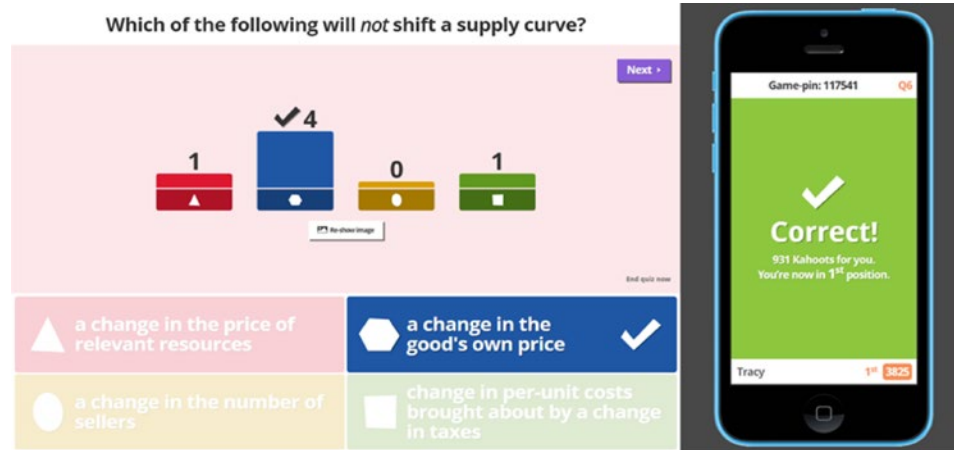 Which of the following will not shift a supply curve?
Next ›
1
4
0
1
Re-show image
End quiz now
a change in the price of
relevant resources
a change in the
good's own price
a change in the number of
sellers
change in per-unit costs
brought about by a change
in taxes
Game-pin: 117541
Q6
Correct!
931 Kahoots for you.
You're now in 1st position.
Tracy
1st 3825